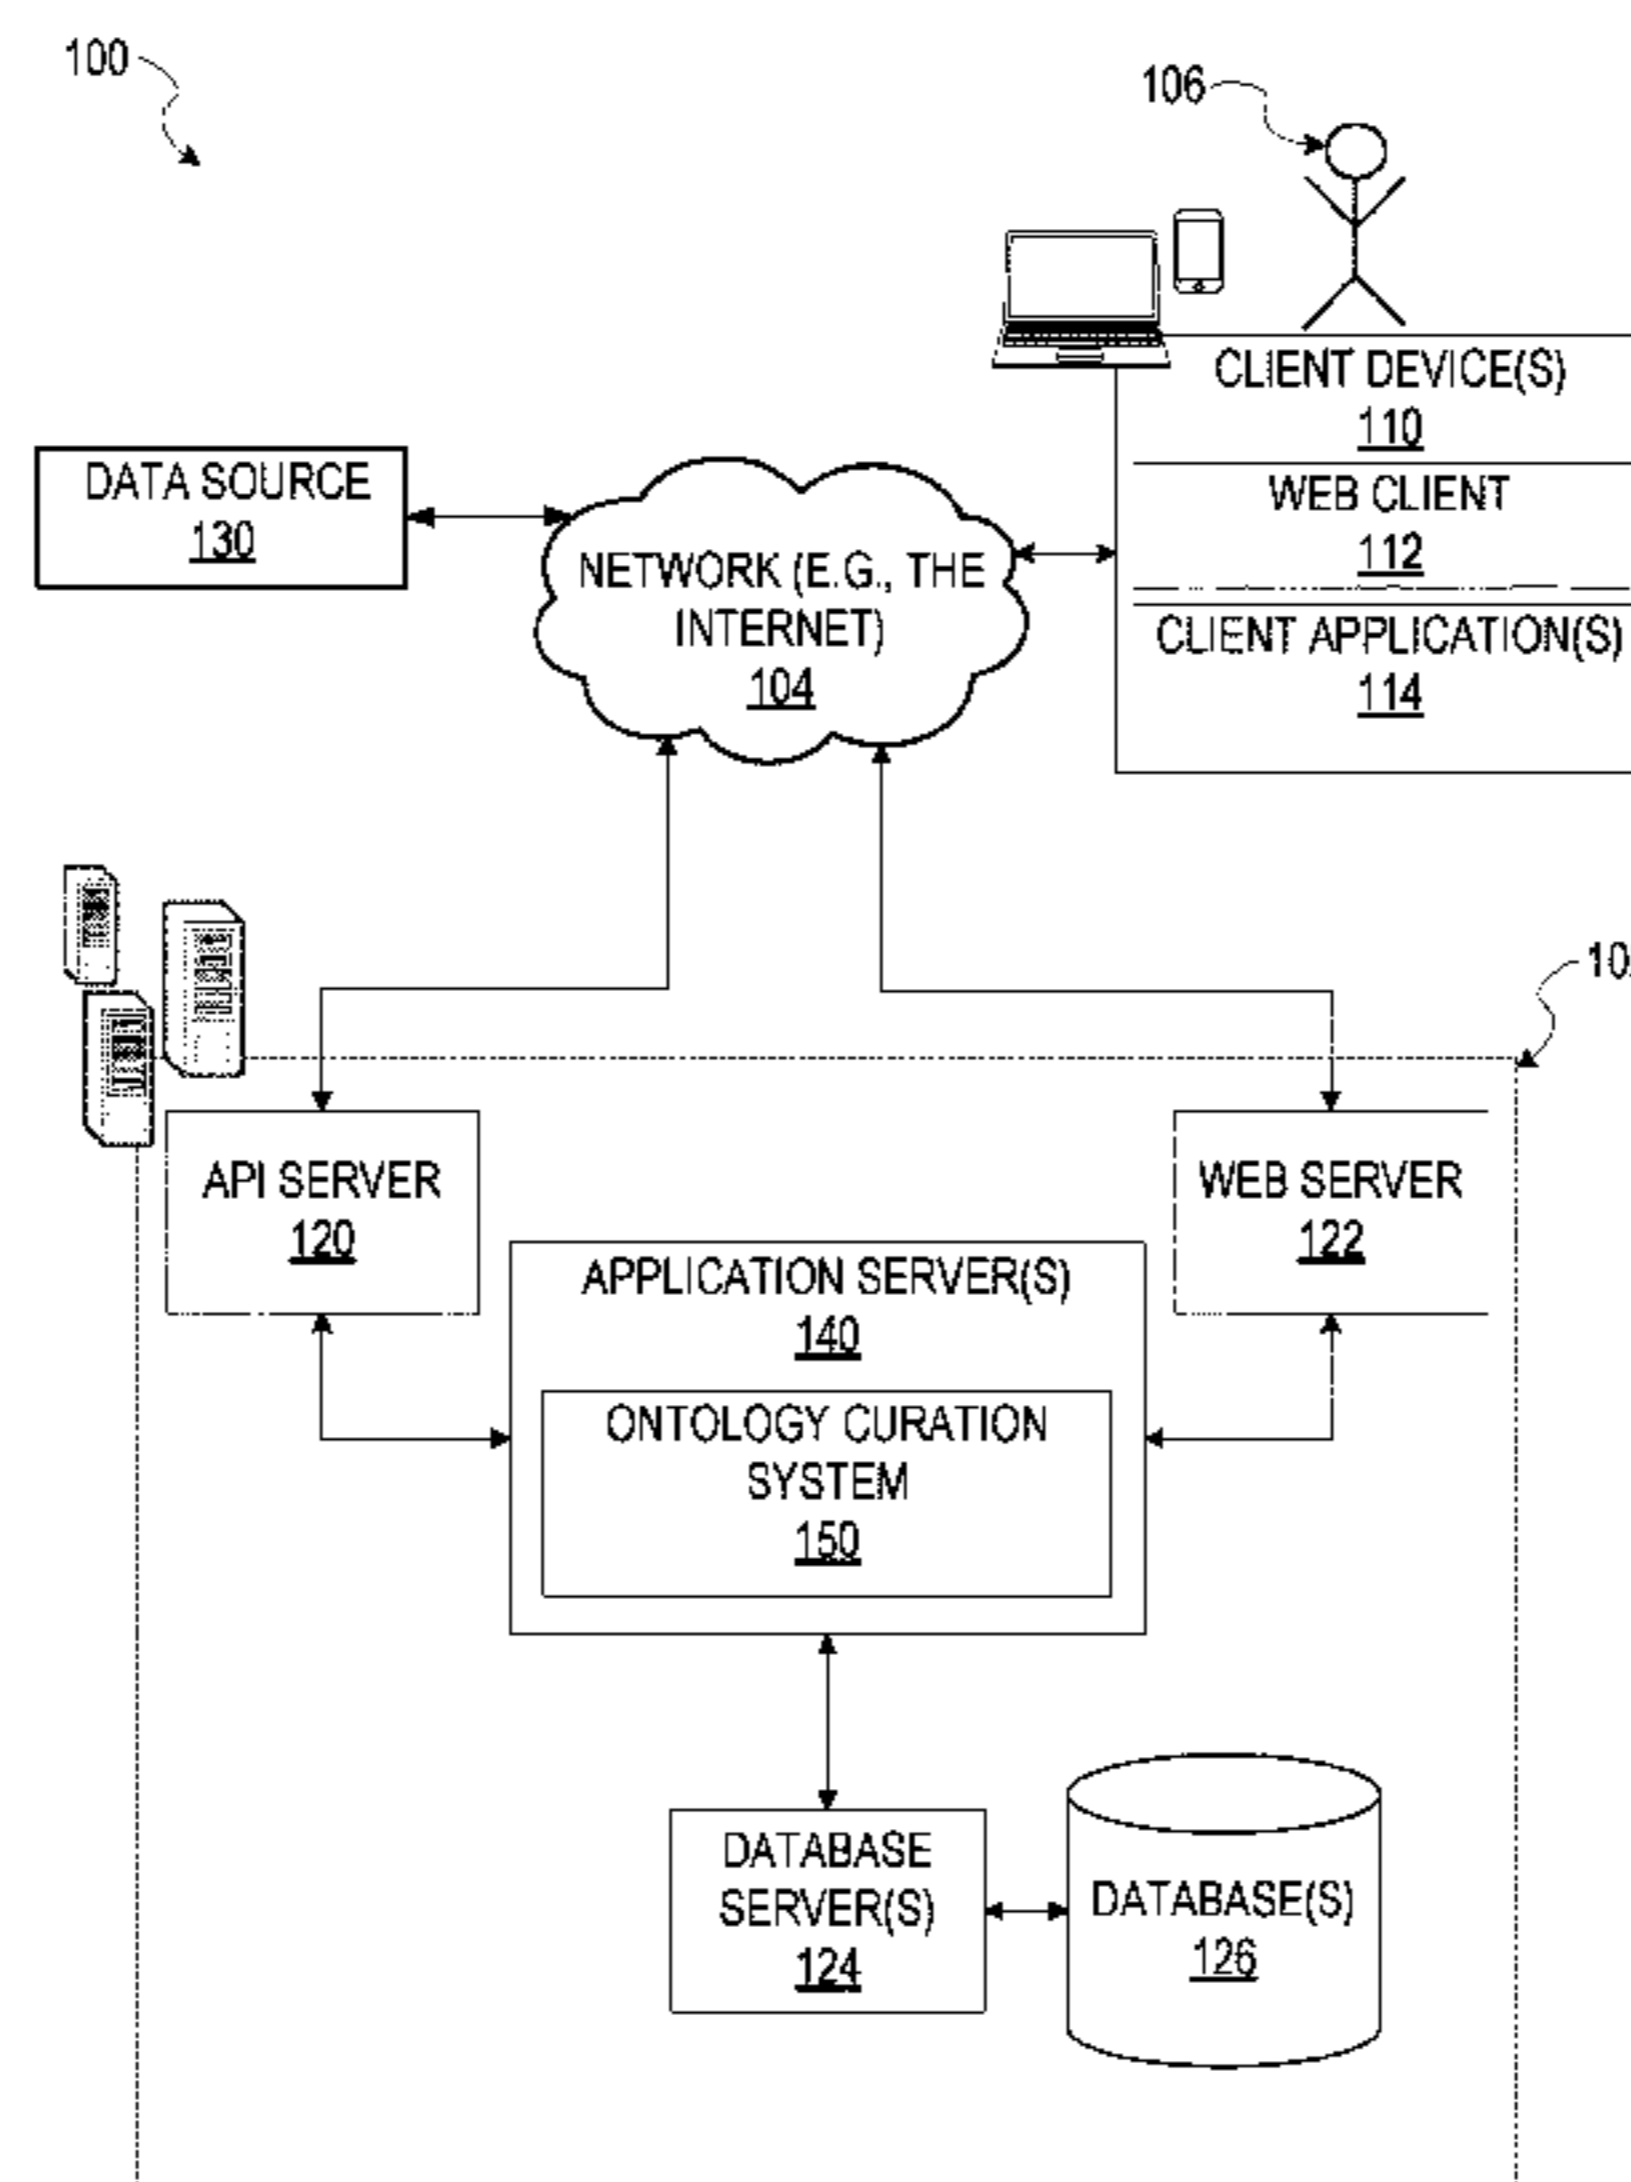 100
106
CLIENT DEVICE(S)
110
DATA SOURCE
130
WEB CLIENT
112
NETWORK (E.G., THE
INTERNET)
104
CLIENT APPLICATION(S)
114
API SERVER
120
WEB SERVER
122
APPLICATION SERVER(S)
140
ONTOLOGY CURATION
SYSTEM
150
DATABASE
SERVER(S)
124
DATABASE(S)
126